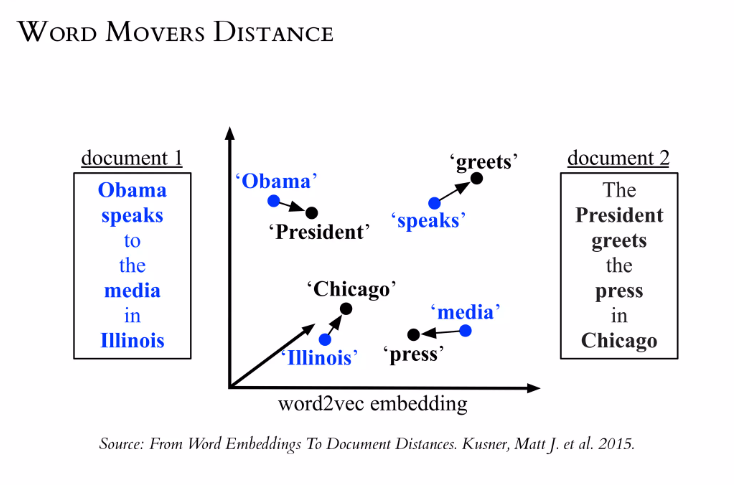 WORD MOVERS DISTANCE
document 1
Obama
speaks
to
the
media
in
Illinois
‘Obama’
‘President’
‘greets’
‘speaks’
‘Chicago’
‘Illinois’
‘media’
‘press’
word2vec embedding
document 2
The
President
greets
the
press
in
Chicago
Source: From Word Embeddings To Document Distances. Kusner, Matt J. et al. 2015.